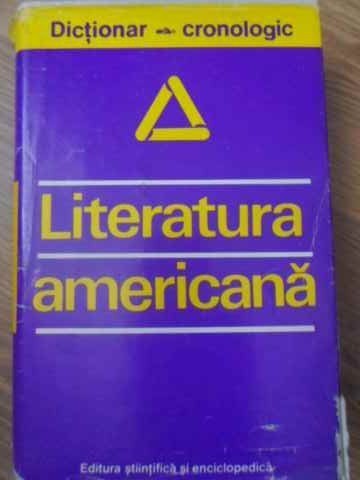 Dicționar cronologic
Literatura
americană
Editura științifică și enciclopedică